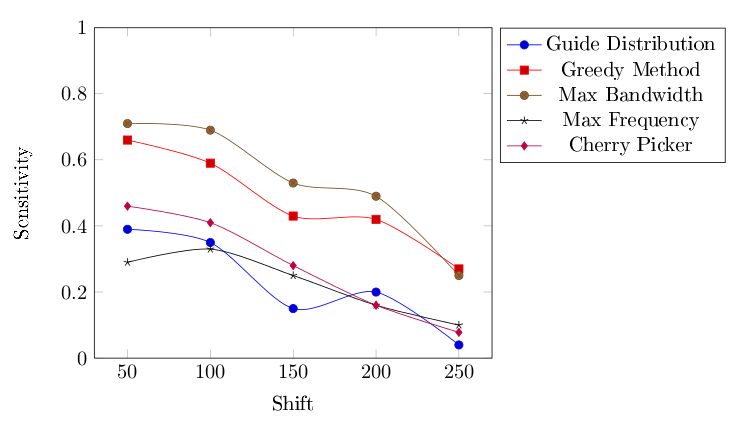 1
0.8
0.6
0.4
0.2
0
Sensitivity
50 100 150 200 250
Shift
Guide Distribution
Greedy Method
Max Bandwidth
Max Frequency
Cherry Picker